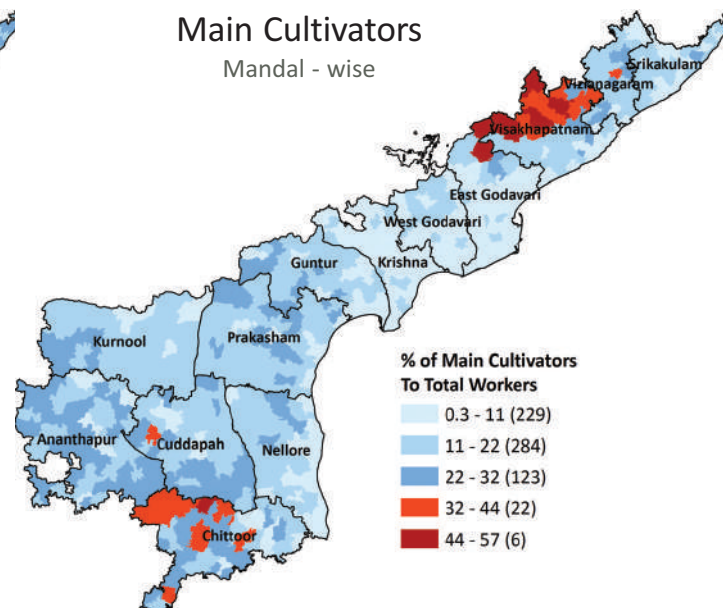 Main Cultivators
Mandal - wise
Srikakulam
Vizianagaram
Visakhapatnam
East Godavari
West Godavari
Guntur
Krishna
Prakasham
Kurnool
Ananthapur
Cuddapah
Nellore
Chittoor
% of Main Cultivators
To Total Workers
0.3 - 11 (229)
11 - 22 (284)
22 - 32 (123)
32 - 44 (22)
44 - 57 (6)